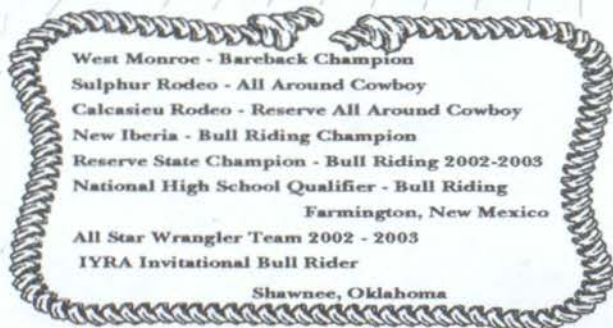 West Monroe - Bareback Champion
Sulphur Rodeo - All Around Cowboy
Calcasieu Rodeo - Reserve All Around Cowboy
New Iberia - Bull Riding Champion
Reserve State Champion - Bull Riding 2002-2003
National High School Qualifier - Bull Riding
Farmington, New Mexico
All Star Wrangler Team 2002 - 2003
IYRA Invitational Bull Rider
Shawnee, Oklahoma